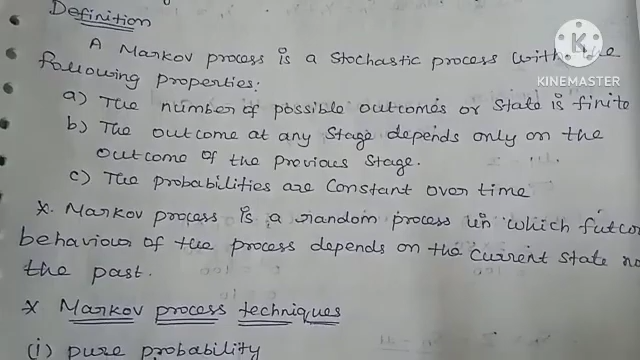 Definition
A Markov process is a stochastic process with the
following properties:
a) The number of possible outcomes or state is finite
b) The outcome at any stage depends only on the
outcome of the previous stage.
c) The probabilities are constant over time
x. Markov process is a random process in which futur
behaviour of the process depends on the current state no
the past.
x Markov process techniques
(i) pure probability
KINEMASTER